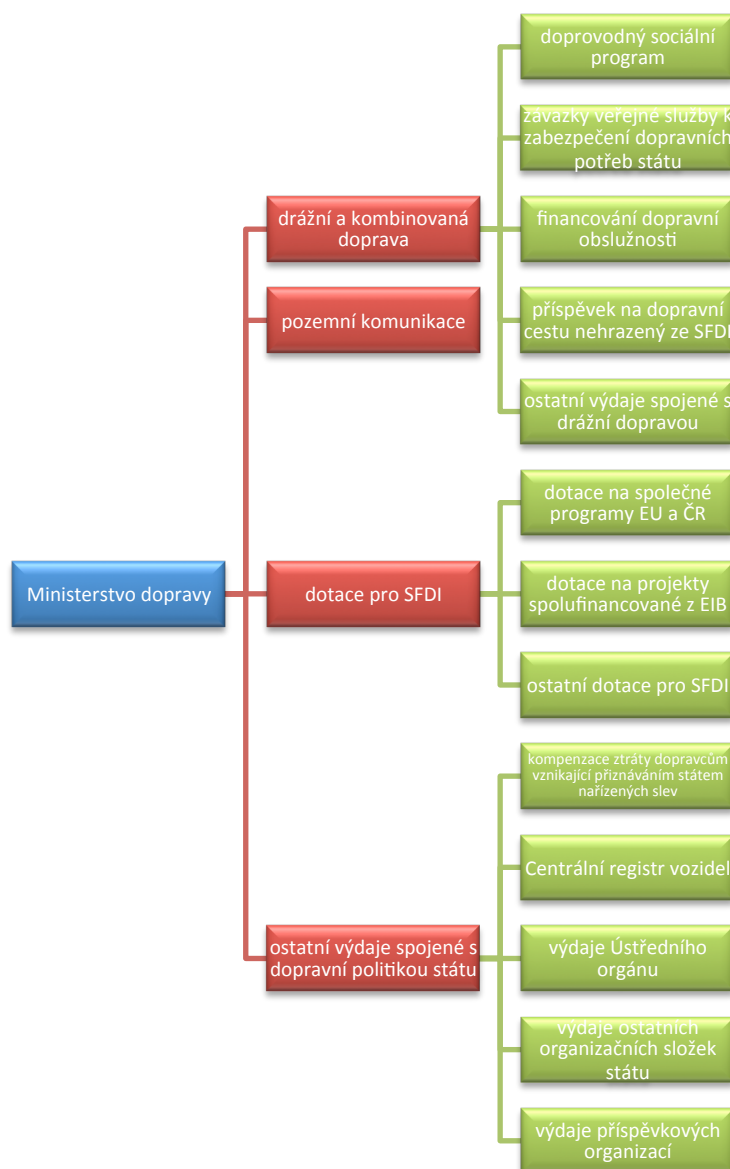 doprovodný sociální
program
závazky veřejné služby k
zabezpečení dopravních
potřeb státu
drážní a kombinovaná
doprava
financování dopravní
obslužnosti
pozemní komunikace
příspěvek na dopravní
cestu nehrazený ze SFDI
ostatní výdaje spojené s
drážní dopravou
dotace na společné
programy EU a ČR
Ministerstvo dopravy
dotace pro SFDI
dotace na projekty
spolufinancované z EIB
ostatní dotace pro SFDI
kompenzace ztráty dopravcům
vznikající přiznáváním státem
nařízených slev
Centrální registr vozidel
ostatní výdaje spojené s
dopravní politikou státu
výdaje Ústředního
orgánu
výdaje ostatních
organizačních složek
státu
výdaje příspěvkových
organizací